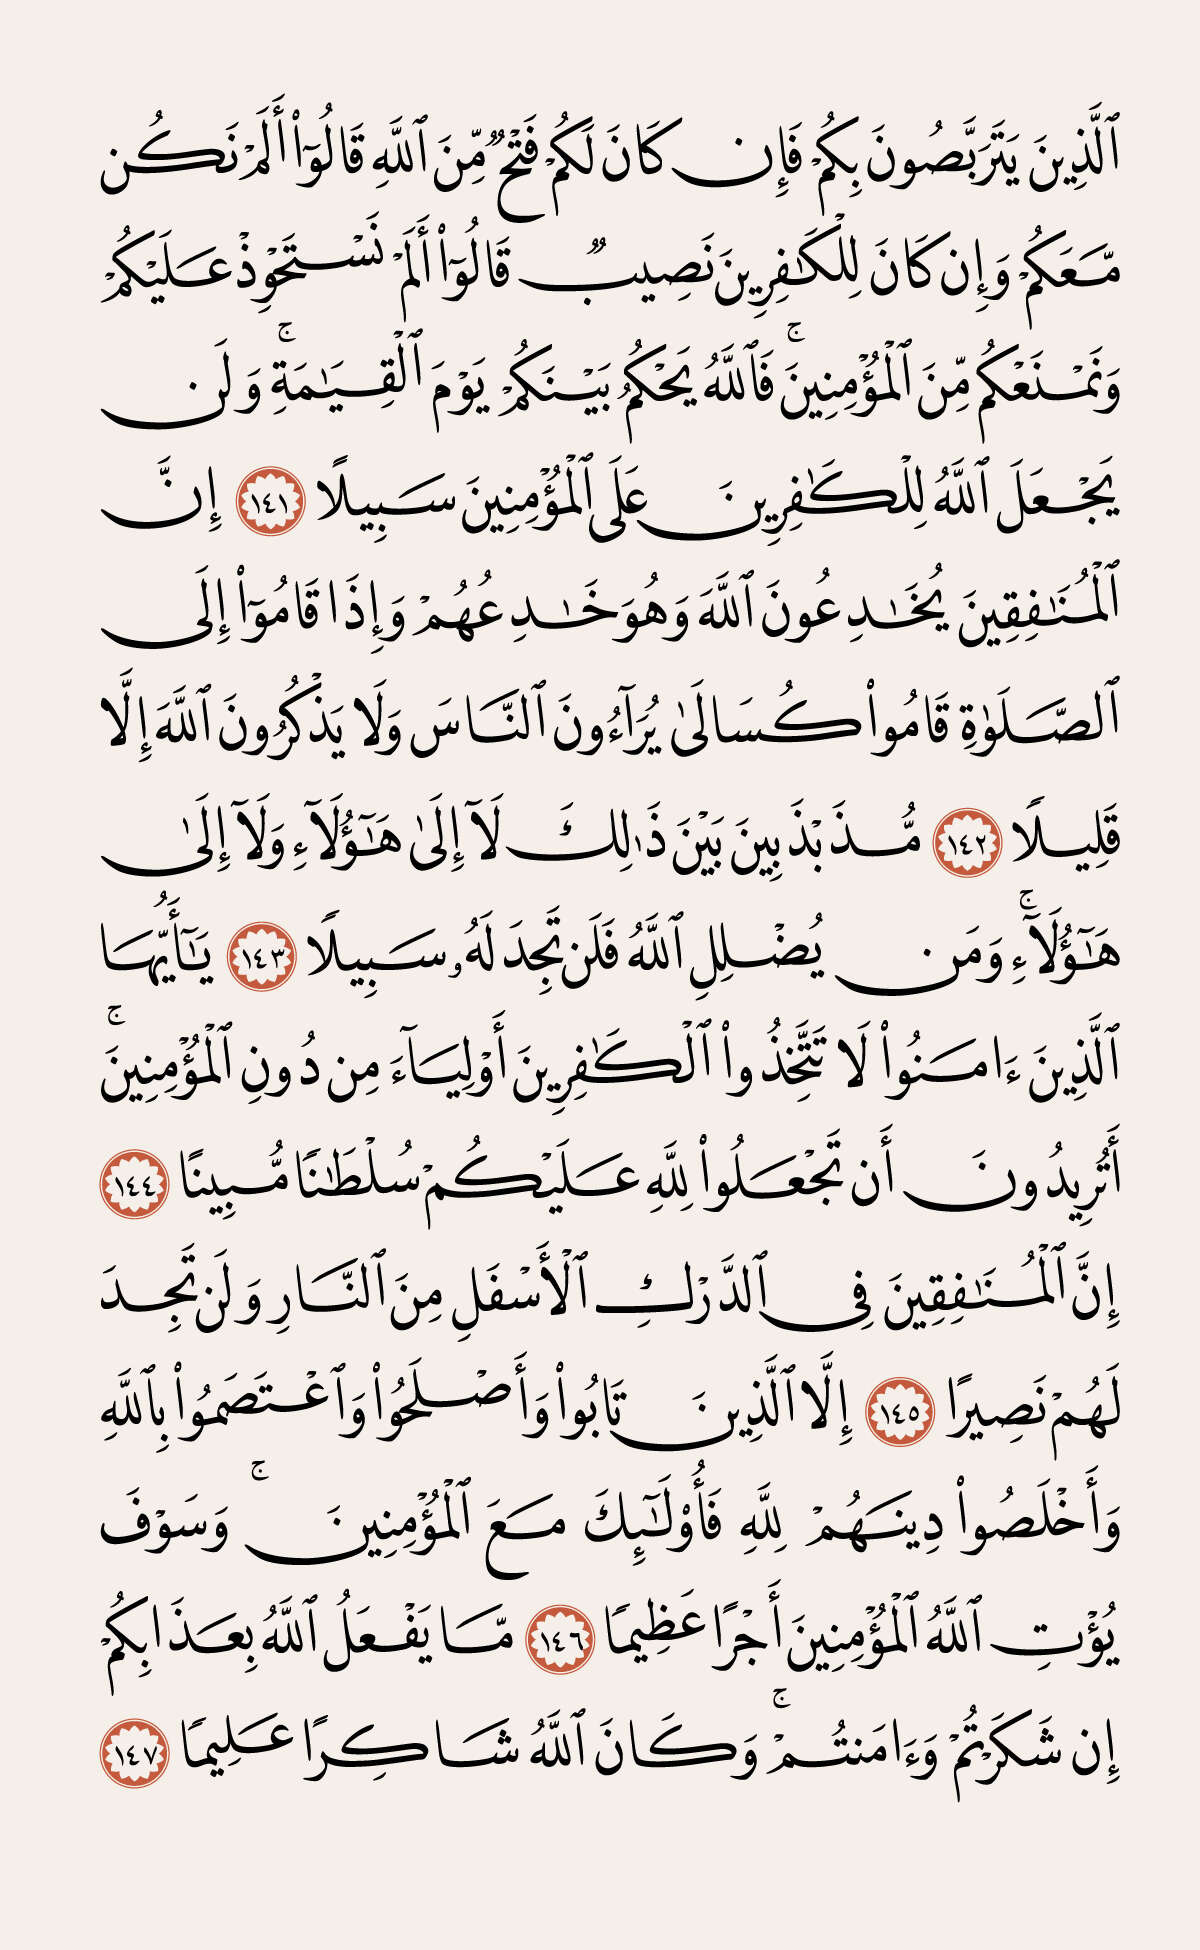 ٱلَّذِينَ يَتَرَبَّصُونَ بِكُمْ فَإِن كَانَ لَكُمْ فَتْحٌ مِّنَ ٱللَّهِ قَالُوٓا۟ أَلَمْ نَكُن
مَّعَكُمْ وَإِن كَانَ لِلْكَٰفِرِينَ نَصِيبٌ قَالُوٓا۟ أَلَمْ نَسْتَحْوِذْ عَلَيْكُمْ
وَنَمْنَعْكُم مِّنَ ٱلْمُؤْمِنِينَ ۚ فَٱللَّهُ يَحْكُمُ بَيْنَكُمْ يَوْمَ ٱلْقِيَٰمَةِ ۚ وَلَن
يَجْعَلَ ٱللَّهُ لِلْكَٰفِرِينَ عَلَى ٱلْمُؤْمِنِينَ سَبِيلًا ١٤١ إِنَّ
ٱلْمُنَٰفِقِينَ يُخَٰدِعُونَ ٱللَّهَ وَهُوَ خَٰدِعُهُمْ وَإِذَا قَامُوٓا۟ إِلَى
ٱلصَّلَوٰةِ قَامُوا۟ كُسَالَىٰ يُرَآءُونَ ٱلنَّاسَ وَلَا يَذْكُرُونَ ٱللَّهَ إِلَّا
قَلِيلًا ١٤٢ مُّذَبْذَبِينَ بَيْنَ ذَٰلِكَ لَآ إِلَىٰ هَٰٓؤُلَآءِ وَلَآ إِلَىٰ
هَٰٓؤُلَآءِ ۚ وَمَن يُضْلِلِ ٱللَّهُ فَلَن تَجِدَ لَهُۥ سَبِيلًا ١٤٣ يَٰٓأَيُّهَا
ٱلَّذِينَ ءَامَنُوا۟ لَا تَتَّخِذُوا۟ ٱلْكَٰفِرِينَ أَوْلِيَآءَ مِن دُونِ ٱلْمُؤْمِنِينَ ۚ
أَتُرِيدُونَ أَن تَجْعَلُوا۟ لِلَّهِ عَلَيْكُمْ سُلْطَٰنًا مُّبِينًا ١٤٤
إِنَّ ٱلْمُنَٰفِقِينَ فِى ٱلدَّرْكِ ٱلْأَسْفَلِ مِنَ ٱلنَّارِ وَلَن تَجِدَ
لَهُمْ نَصِيرًا ١٤٥ إِلَّا ٱلَّذِينَ تَابُوا۟ وَأَصْلَحُوا۟ وَٱعْتَصَمُوا۟ بِٱللَّهِ
وَأَخْلَصُوا۟ دِينَهُمْ لِلَّهِ فَأُو۟لَٰٓئِكَ مَعَ ٱلْمُؤْمِنِينَ ۚ وَسَوْفَ
يُؤْتِ ٱللَّهُ ٱلْمُؤْمِنِينَ أَجْرًا عَظِيمًا ١٤٦ مَّا يَفْعَلُ ٱللَّهُ بِعَذَابِكُمْ
إِن شَكَرْتُمْ وَءَامَنتُمْ ۚ وَكَانَ ٱللَّهُ شَاكِرًا عَلِيمًا ١٤٧